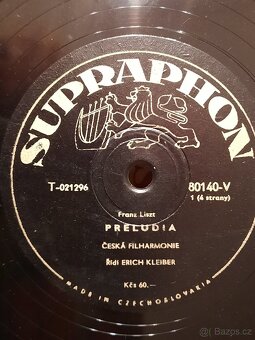 SUPRAPHON
T-021296
80140-V
1 (4 strany)
Franz Liszt
PRELUDIA
ČESKÁ FILHARMONIE
Řídí ERICH KLEIBER
Kčs 60.—
MADE IN CZECHOSLOVAKIA
Bazos.cz